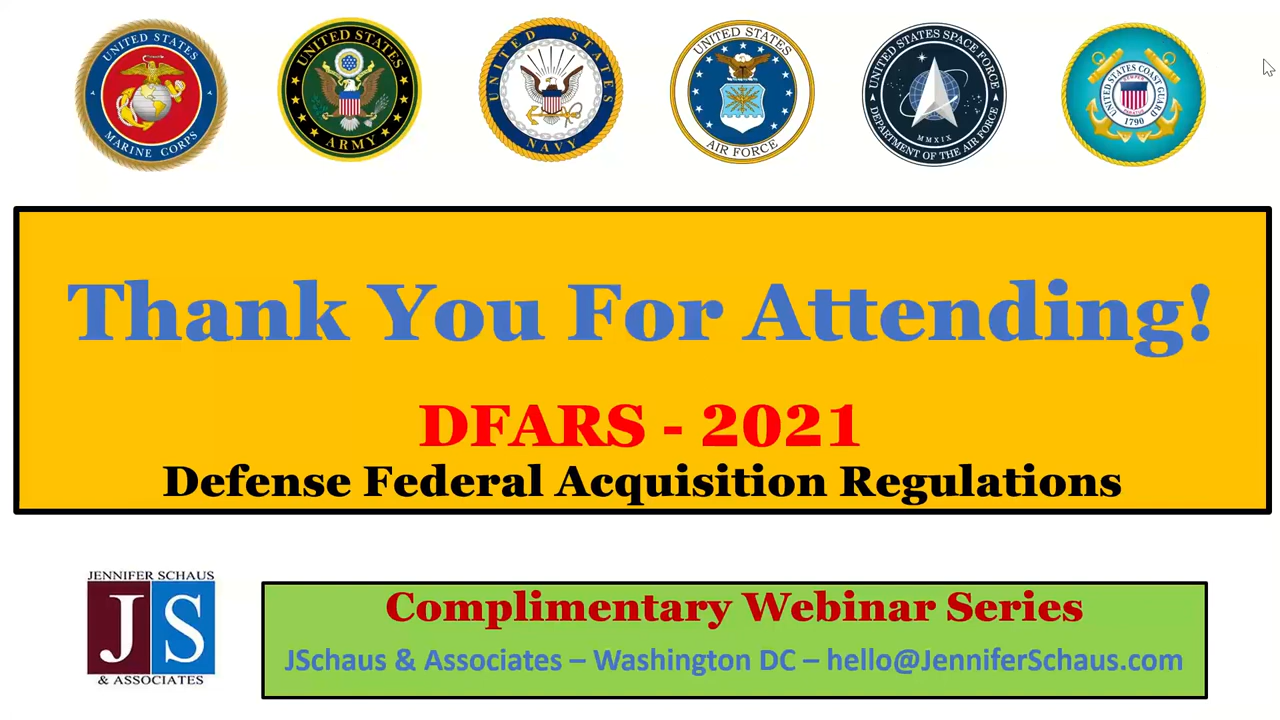 UNITED STATES
MARINE CORPS
UNITED STATES
ARMY
UNITED STATES
NAVY
UNITED STATES
AIR FORCE
UNITED STATES SPACE FORCE
MMXIX
DEPARTMENT OF THE AIR FORCE
UNITED STATES COAST GUARD
1790
Thank You For Attending!
DFARS - 2021
Defense Federal Acquisition Regulations
JENNIFER SCHAUS
JS
& ASSOCIATES
Complimentary Webinar Series
JSchaus & Associates – Washington DC – hello@JenniferSchaus.com